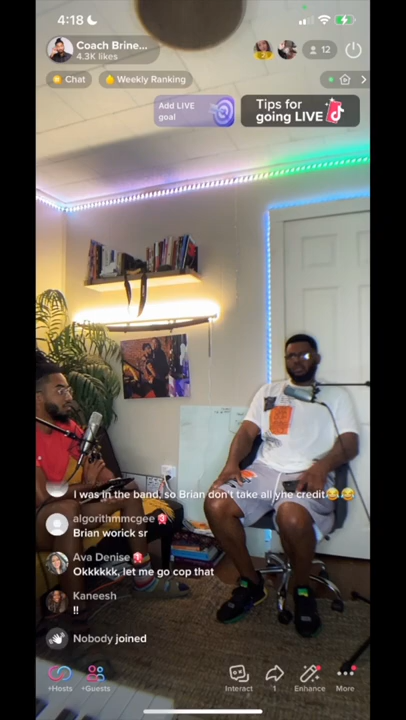 4:18
Coach Brine...
4.3K likes
12
Chat
Weekly Ranking
Add LIVE
goal
Tips for
going LIVE
I was in the band, so Brian don't take all yhe credit😂😂
algorithmmcgee
Brian worick sr
Ava Denise
Okkkkkk, let me go cop that
Kaneesh
!!
Nobody joined
+Hosts
+Guests
Interact
1
Enhance
More